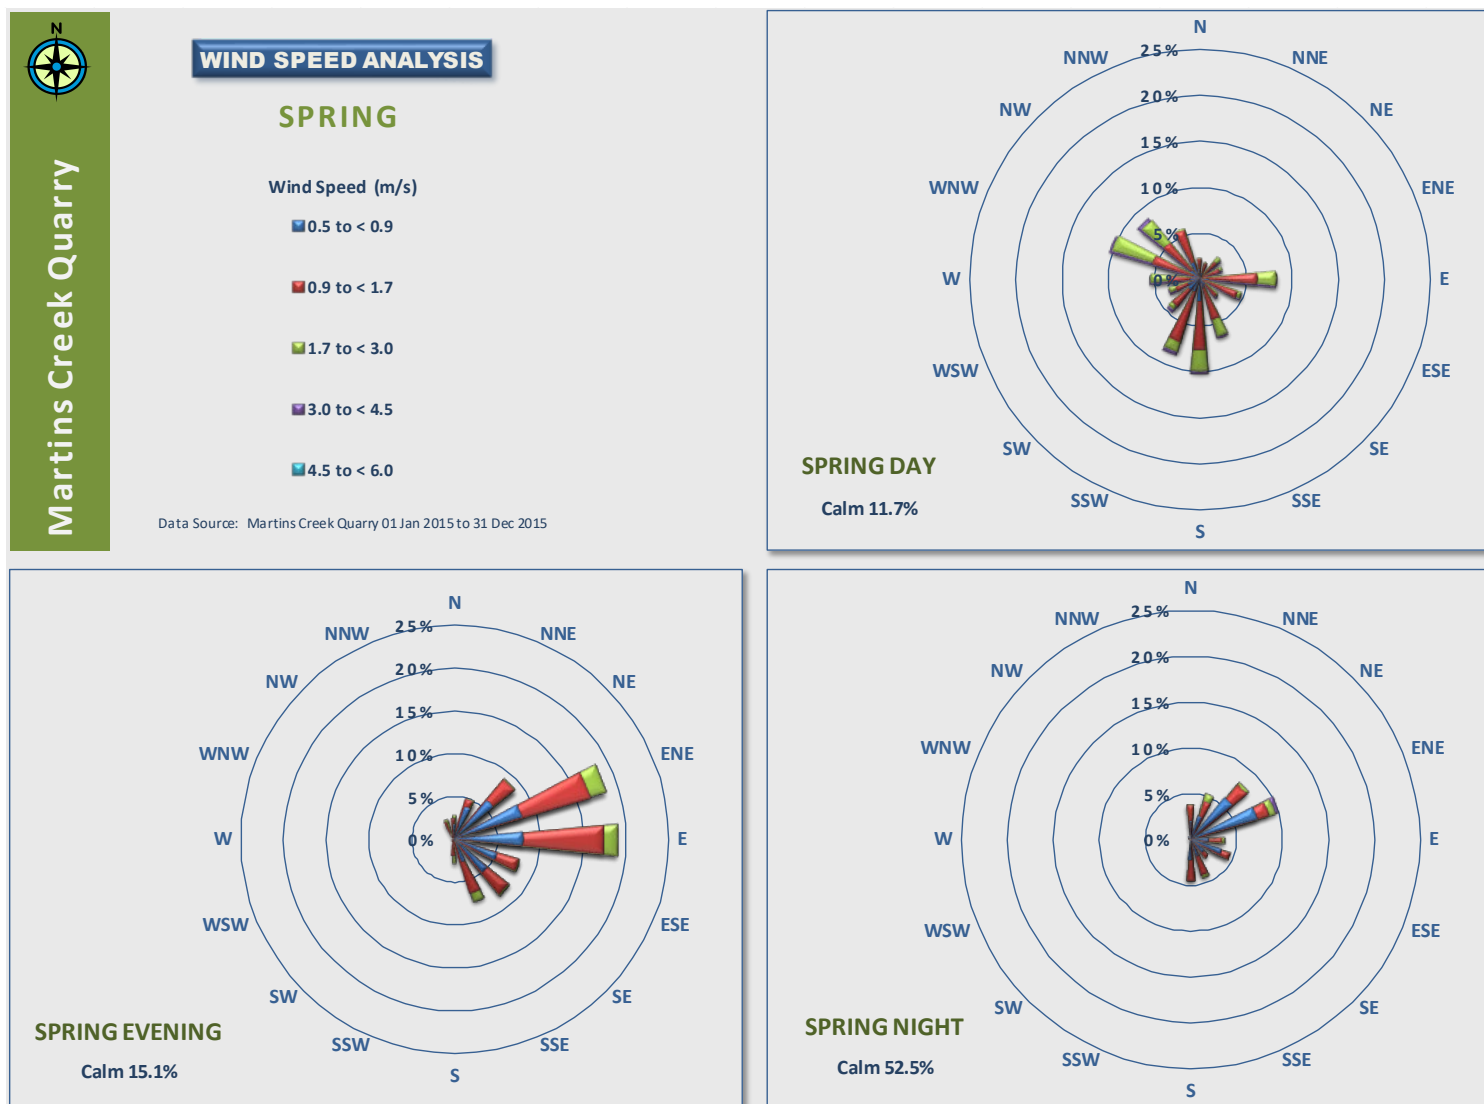 N
Martins Creek Quarry
WIND SPEED ANALYSIS
SPRING
Wind Speed (m/s)
0.5 to < 0.9
0.9 to < 1.7
1.7 to < 3.0
3.0 to < 4.5
4.5 to < 6.0
Data Source: Martins Creek Quarry 01 Jan 2015 to 31 Dec 2015
N
NNW 25% NNE
NW 20% NE
15%
WNW 10% ENE
5%
W 0% E
WSW ESE
SW SE
SPRING DAY
SSW SSE
Calm 11.7%
S
N
NNW 25% NNE
NW 20% NE
15%
WNW 10% ENE
5%
W 0% E
WSW ESE
SW SE
SPRING EVENING
SSW SSE
Calm 15.1%
S
N
NNW 25% NNE
NW 20% NE
15%
WNW 10% ENE
5%
W 0% E
WSW ESE
SW SE
SPRING NIGHT
SSW SSE
Calm 52.5%
S